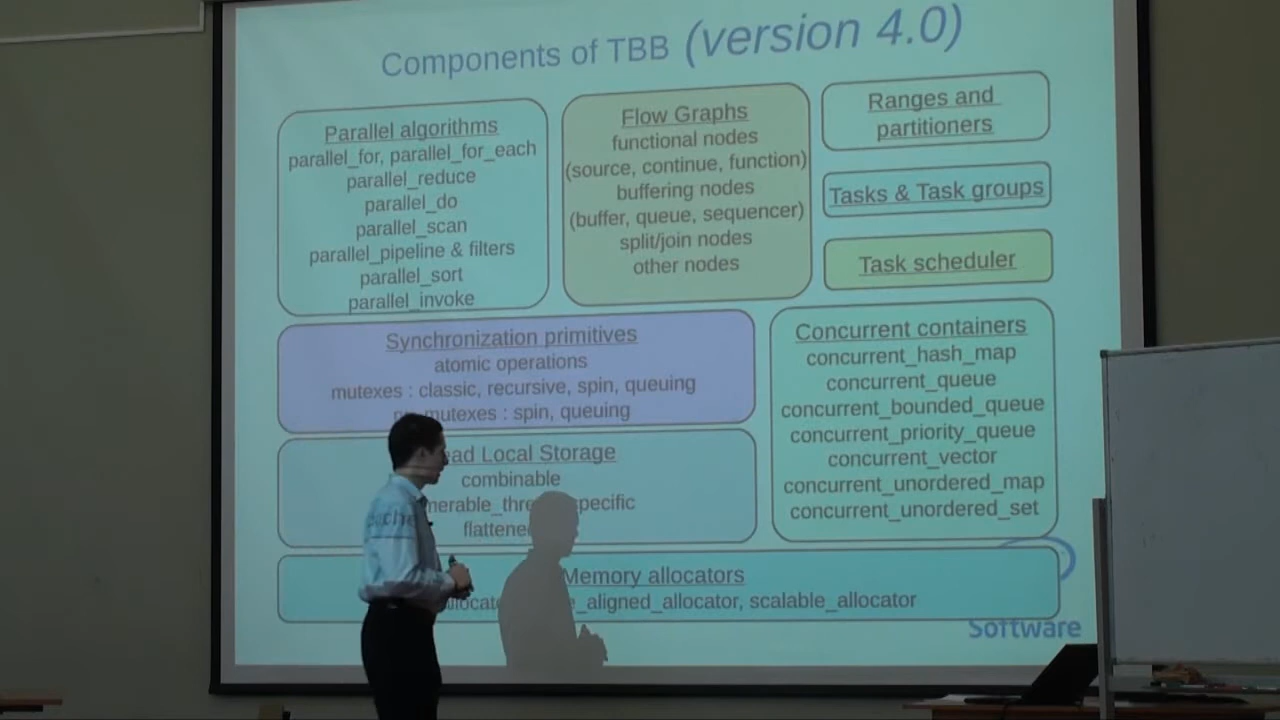 Components of TBB (version 4.0)
Parallel algorithms
parallel_for, parallel_for_each
parallel_reduce
parallel_do
parallel_scan
parallel_pipeline & filters
parallel_sort
parallel_invoke
Flow Graphs
functional nodes
(source, continue, function)
buffering nodes
(buffer, queue, sequencer)
split/join nodes
other nodes
Ranges and
partitioners
Tasks & Task groups
Task scheduler
Synchronization primitives
atomic operations
mutexes : classic, recursive, spin, queuing
mutexes : spin, queuing
Local Storage
combinable
Concurrent containers
concurrent_hash_map
concurrent_queue
concurrent_bounded_queue
concurrent_priority_queue
concurrent_vector
concurrent_unordered_map
concurrent_unordered_set
Memory allocators
scalable_allocator
Software